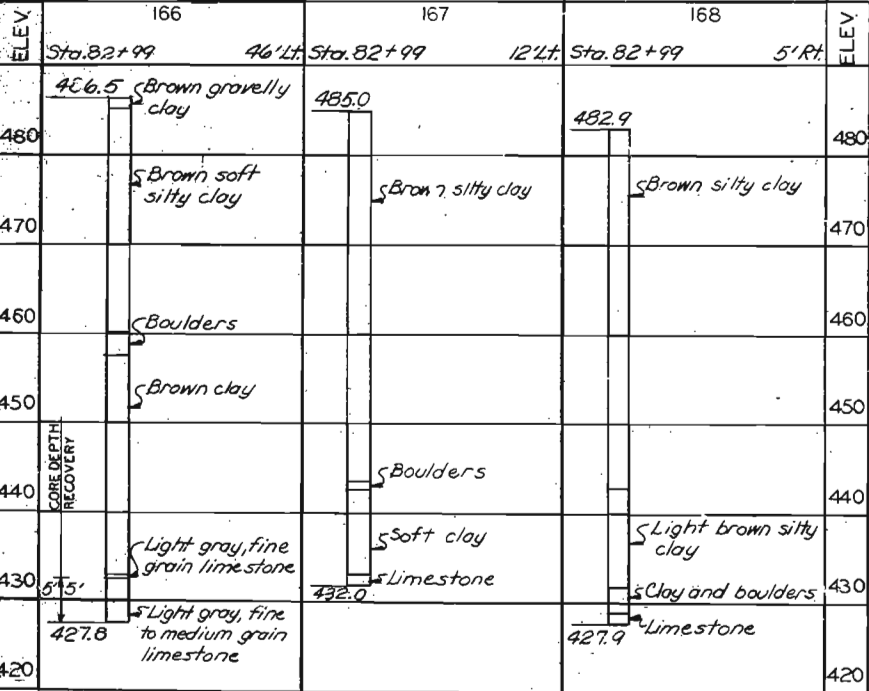 ELEV.
166
167
168
ELEV.
Sta. 82+99 46' Lt.
Sta. 82+99 12' Lt.
Sta. 82+99 5' Rt.
Brown gravelly
clay
485.0
482.9
480
480
Brown soft
silty clay
Brown silty clay
Brown silty clay
470
470
460
460
Boulders
Brown clay
450
450
CORE DEPTH
RECOVERY
Boulders
440
440
Soft clay
Light brown silty
clay
Light gray, fine
grain limestone
Limestone
430
5' 5'
432.0
Clay and boulders
430
Light gray, fine
to medium grain
limestone
427.8
Limestone
427.9
420
420